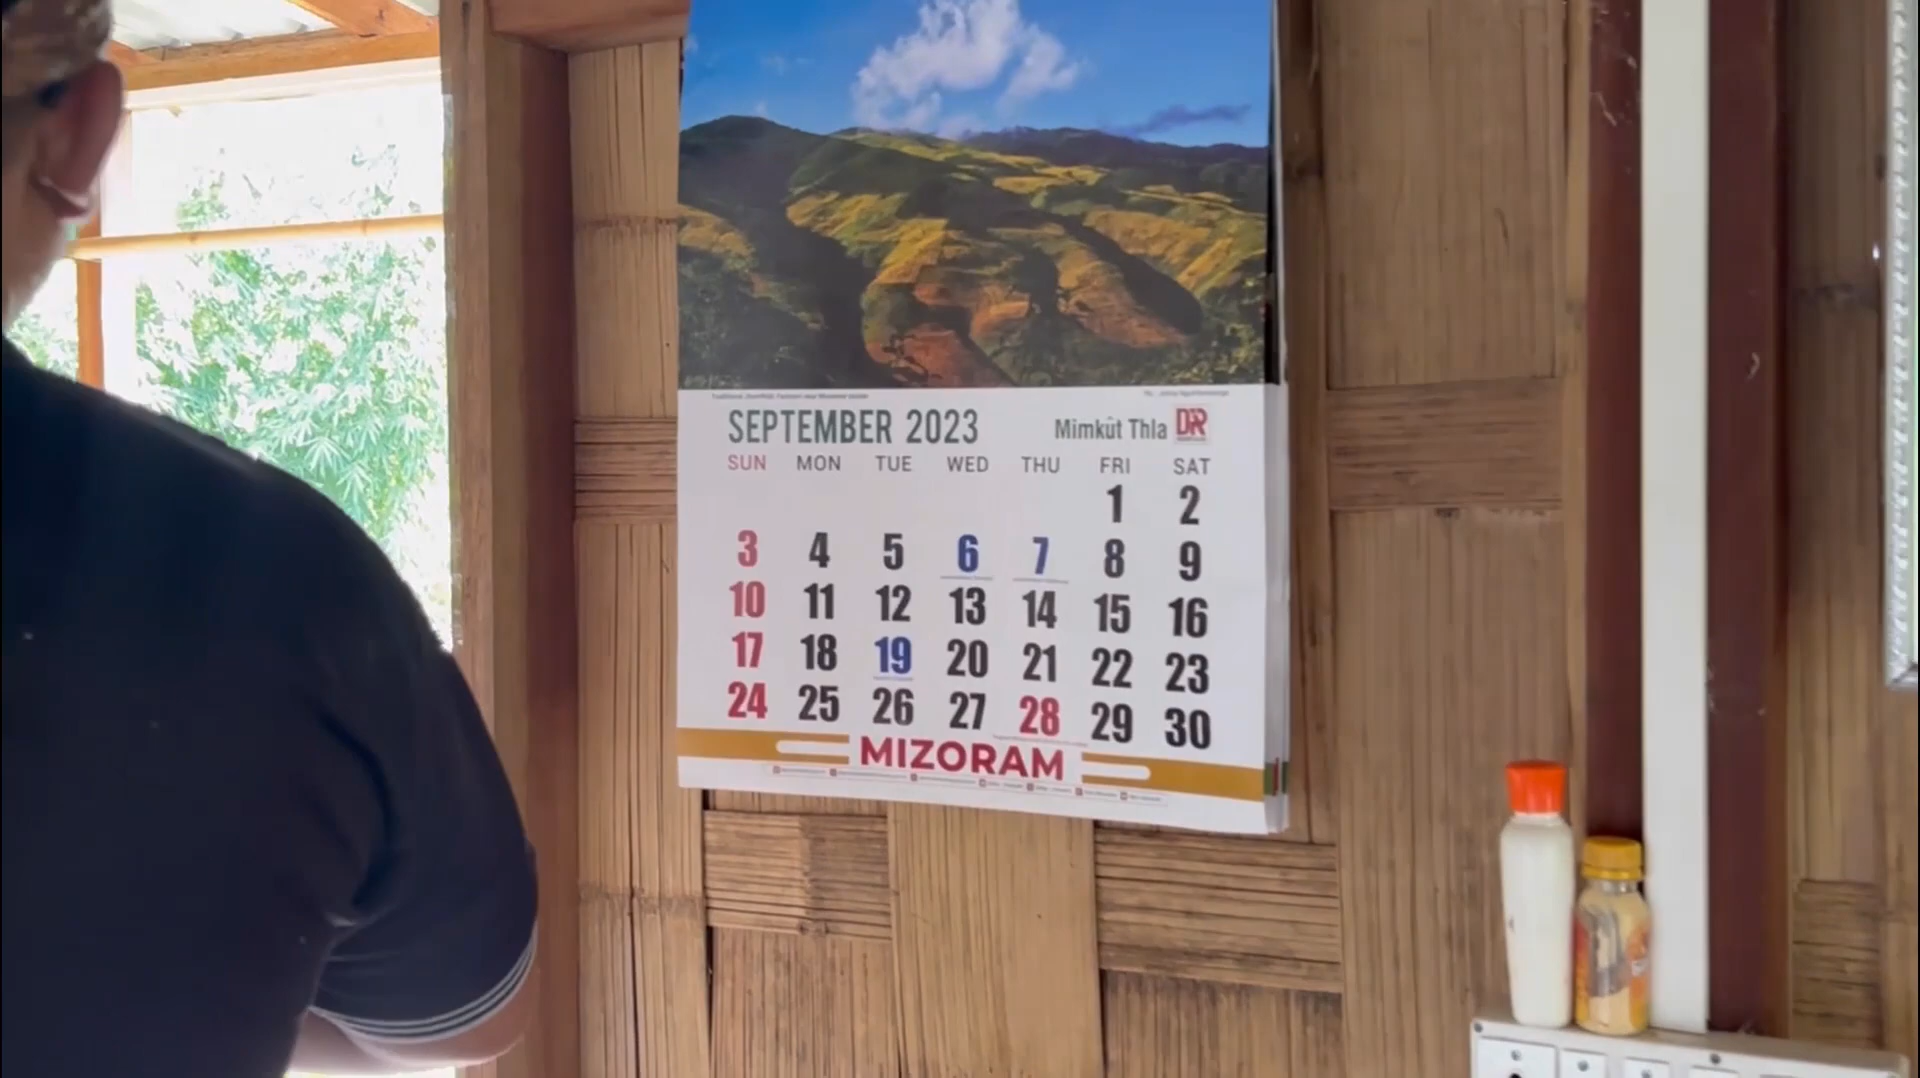 SEPTEMBER 2023 Mimkût Thla DIPR
SUN MON TUE WED THU FRI SAT
1 2
3 4 5 6 7 8 9
10 11 12 13 14 15 16
17 18 19 20 21 22 23
24 25 26 27 28 29 30
MIZORAM